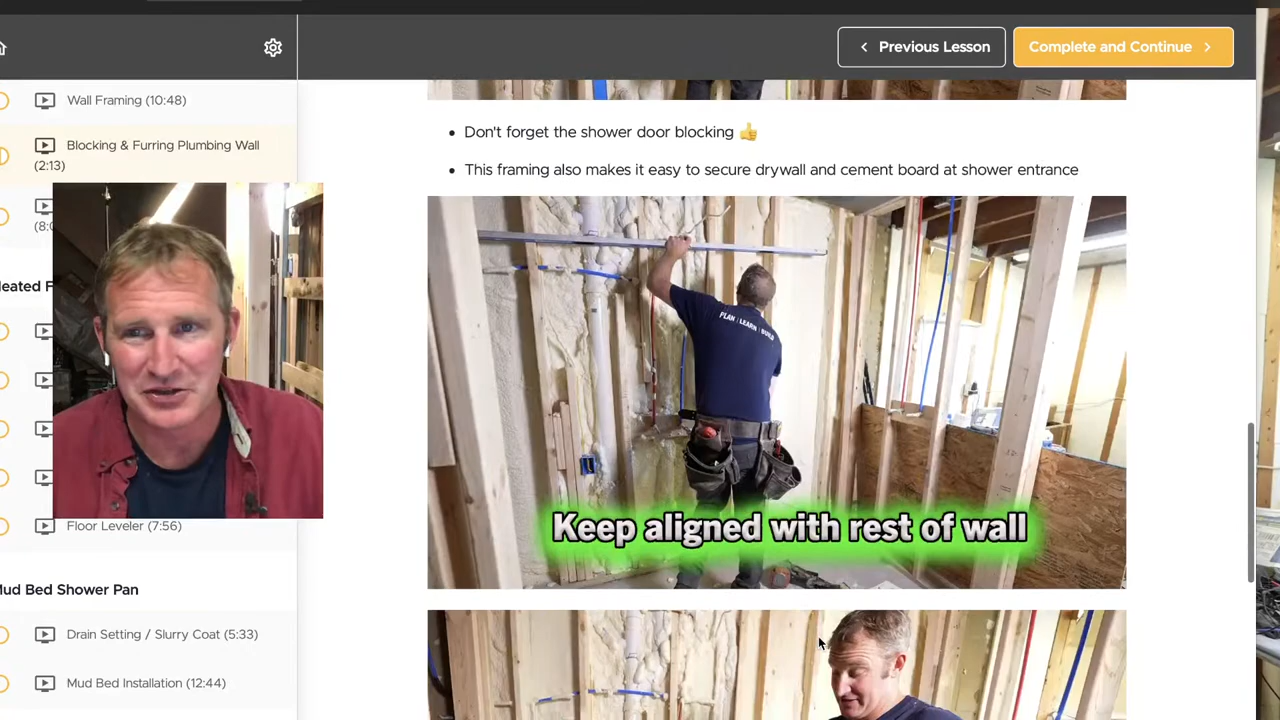 Previous Lesson
Complete and Continue
Wall Framing (10:48)
Blocking & Furring Plumbing Wall
(2:13)
Floor Leveler (7:56)
Mud Bed Shower Pan
Drain Setting / Slurry Coat (5:33)
Mud Bed Installation (12:44)
Don't forget the shower door blocking 👍
This framing also makes it easy to secure drywall and cement board at shower entrance
PLAN | LEARN | BUILD
Keep aligned with rest of wall